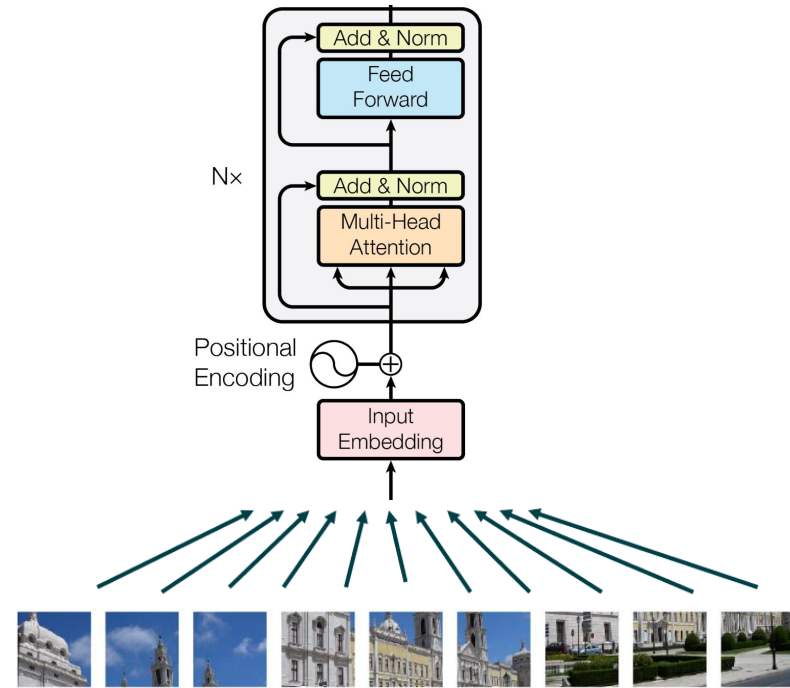 Add & Norm
Feed
Forward
Nx
Add & Norm
Multi-Head
Attention
Positional
Encoding
Input
Embedding